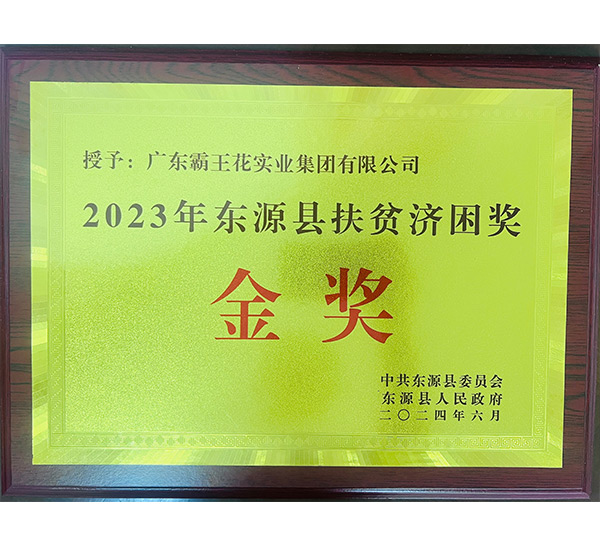 授予：广东霸王花实业集团有限公司
2023年东源县扶贫济困奖
金奖
中共东源县委员会
东源县人民政府
二〇二四年六月